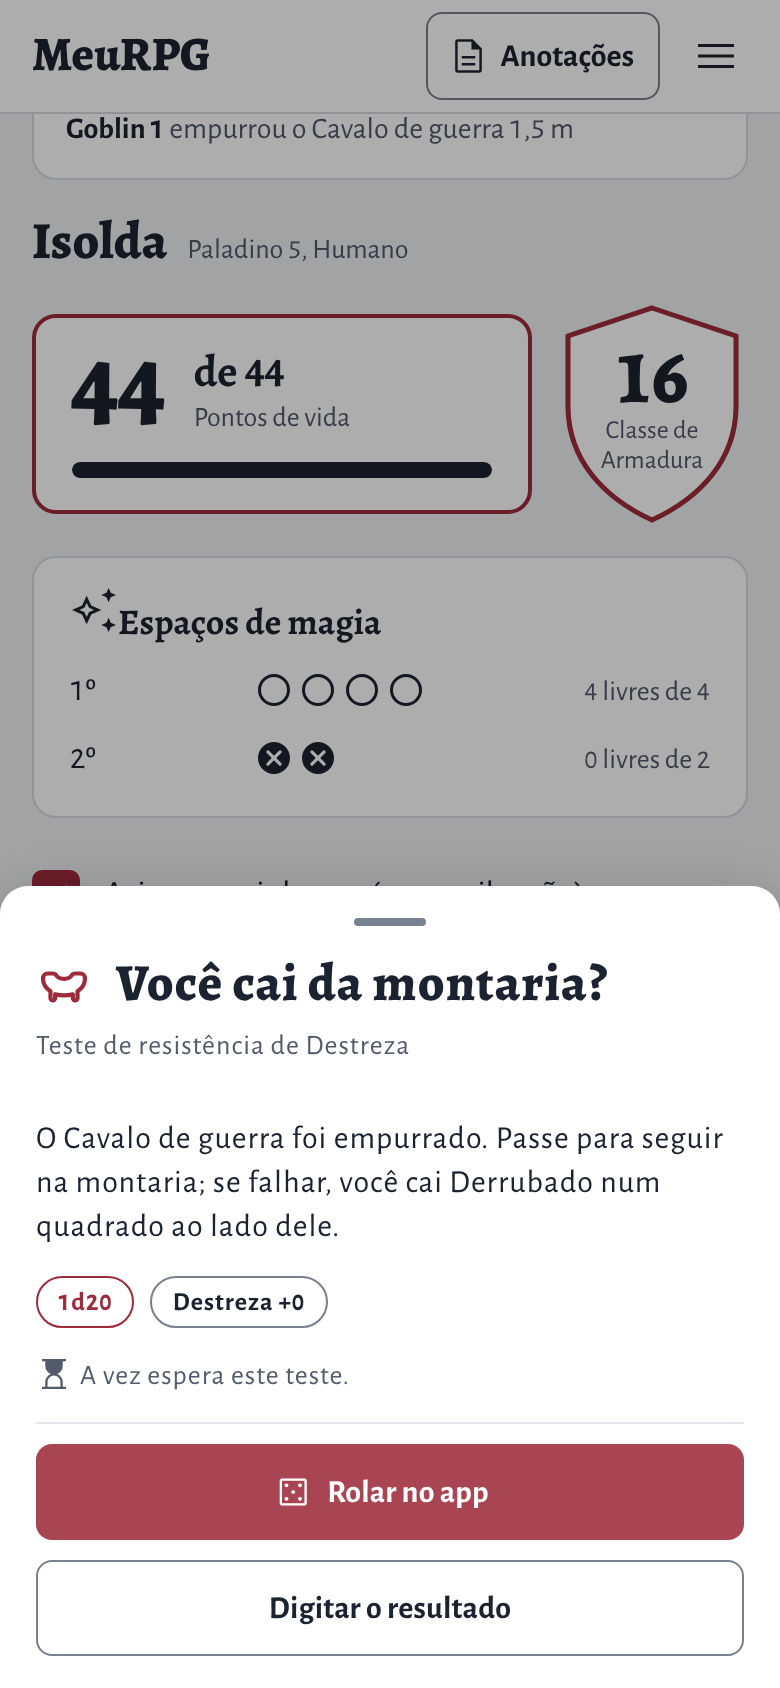 MeuRPG
Anotações
Goblin 1 empurrou o Cavalo de guerra 1,5 m
Isolda Paladino 5, Humano
44 de 44
Pontos de vida
16
Classe de
Armadura
Espaços de magia
1º 4 livres de 4
2º 0 livres de 2
Você cai da montaria?
Teste de resistência de Destreza
O Cavalo de guerra foi empurrado. Passe para seguir
na montaria; se falhar, você cai Derrubado num
quadrado ao lado dele.
1d20 Destreza +0
A vez espera este teste.
Rolar no app
Digitar o resultado